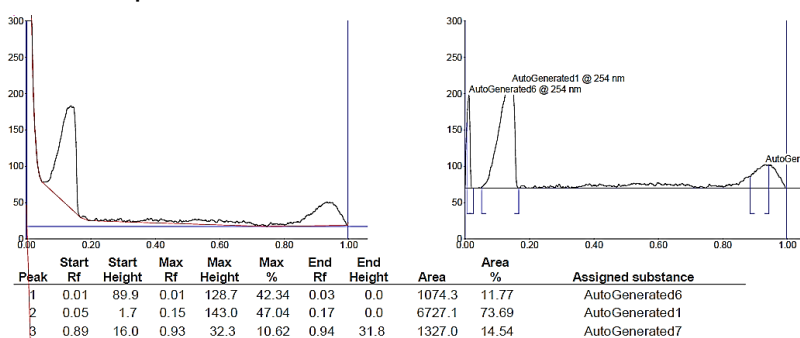 300
250
200
150
100
50
0
0.00 0.20 0.40 0.60 0.80 1.00
300
250
200
150
100
50
0
0.00 0.20 0.40 0.60 0.80 1.00
AutoGenerated1 @ 254 nm
AutoGenerated6 @ 254 nm
AutoGer
Peak Start Rf Start Height Max Rf Max Height Max % End Rf End Height Area Area % Assigned substance
1 0.01 89.9 0.01 128.7 42.34 0.03 0.0 1074.3 11.77 AutoGenerated6
2 0.05 1.7 0.15 143.0 47.04 0.17 0.0 6727.1 73.69 AutoGenerated1
3 0.89 16.0 0.93 32.3 10.62 0.94 31.8 1327.0 14.54 AutoGenerated7